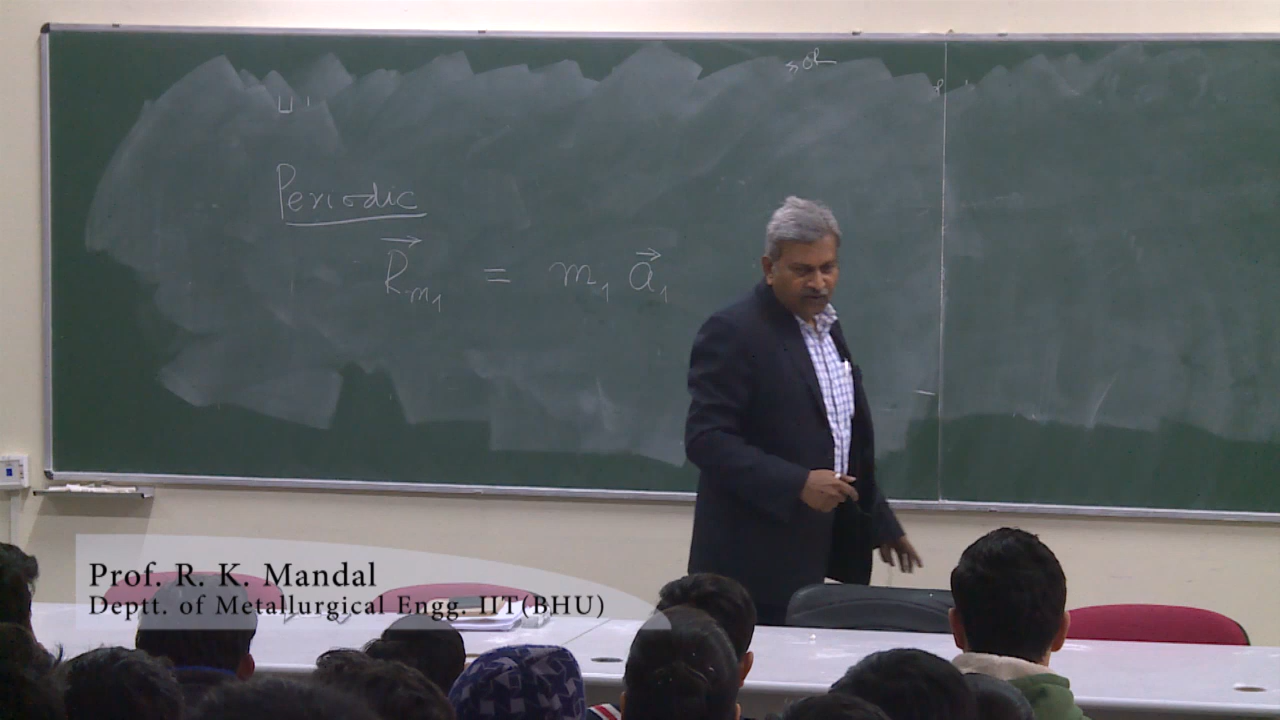 Periodic
R⃗ₘ₁ = m₁ a⃗₁
Prof. R. K. Mandal
Deptt. of Metallurgical Engg. IIT(BHU)